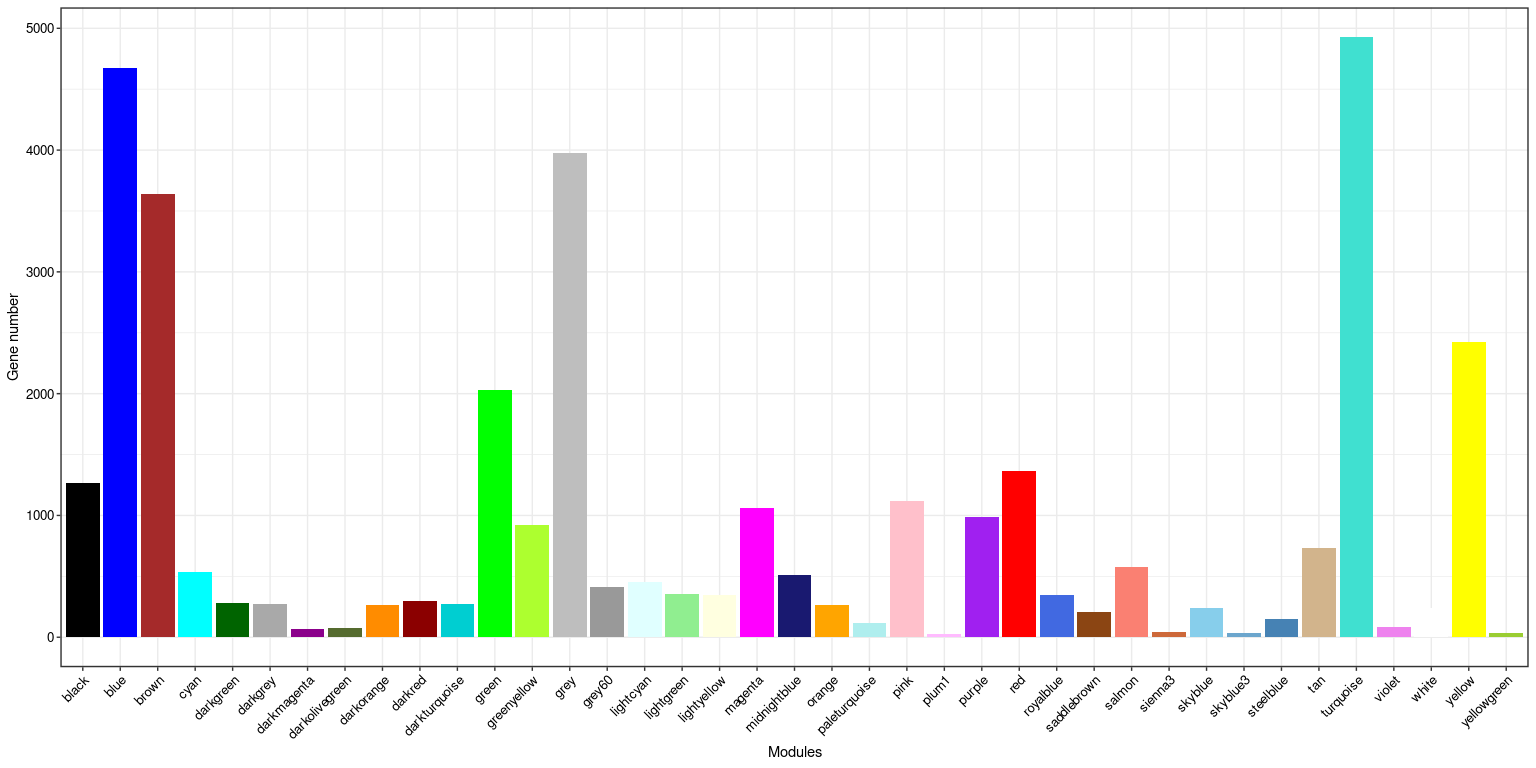 5000
4000
3000
2000
1000
0
Gene number
black
blue
brown
cyan
darkgreen
darkgrey
darkmagenta
darkolivegreen
darkorange
darkred
darkturquoise
green
greenyellow
grey
grey60
lightcyan
lightgreen
lightyellow
magenta
midnightblue
orange
paleturquoise
pink
plum1
purple
red
royalblue
saddlebrown
salmon
sienna3
skyblue
skyblue3
steelblue
tan
turquoise
violet
white
yellow
yellowgreen
Modules